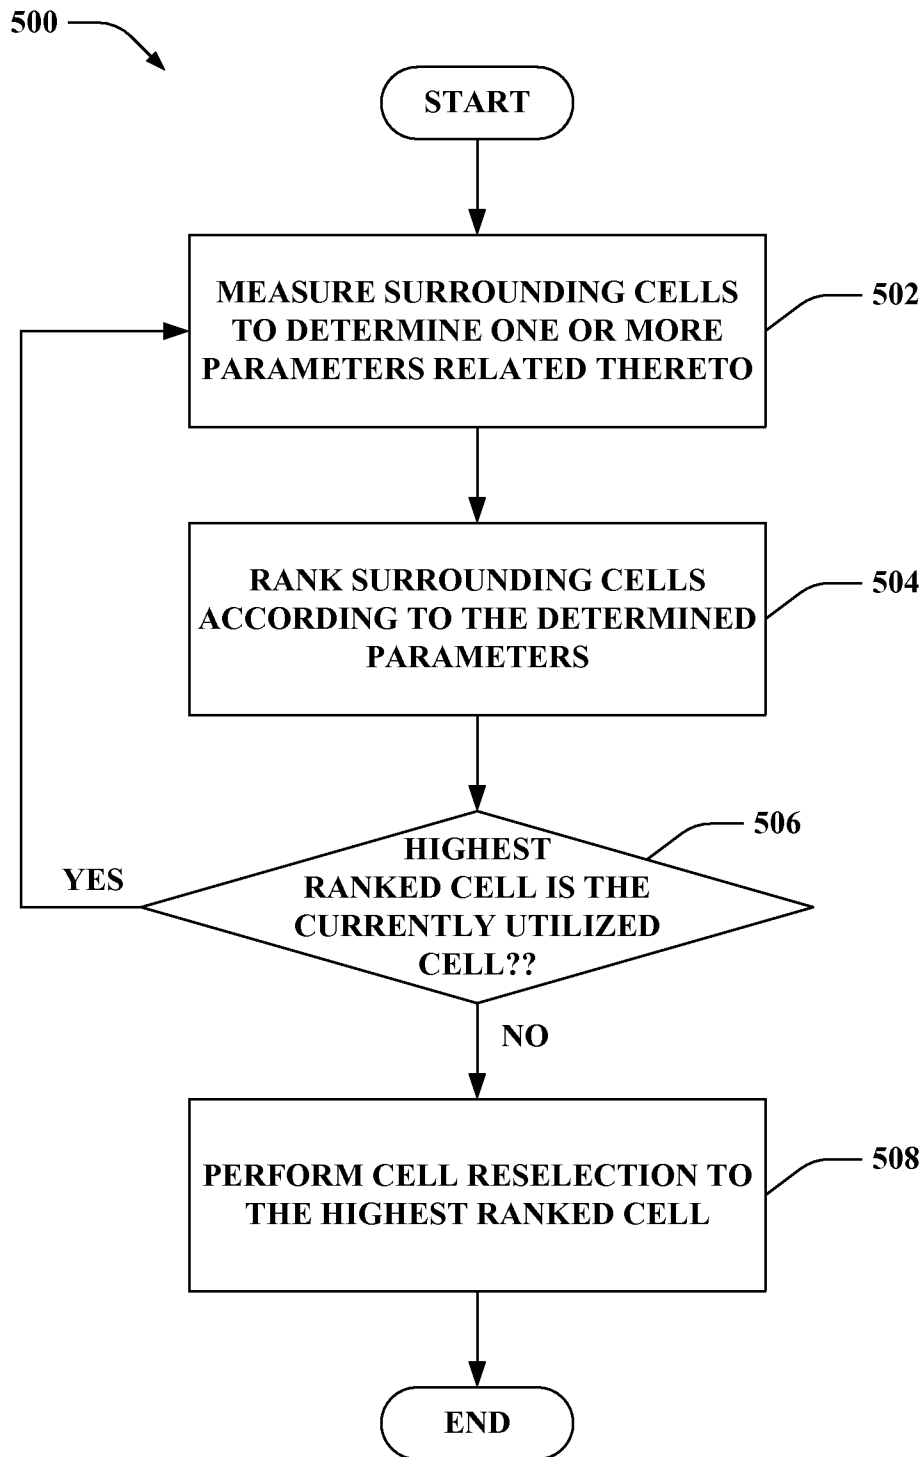 500
START
MEASURE SURROUNDING CELLS
TO DETERMINE ONE OR MORE
PARAMETERS RELATED THERETO
502
RANK SURROUNDING CELLS
ACCORDING TO THE DETERMINED
PARAMETERS
504
HIGHEST
RANKED CELL IS THE
CURRENTLY UTILIZED
CELL??
506
YES
NO
PERFORM CELL RESELECTION TO
THE HIGHEST RANKED CELL
508
END